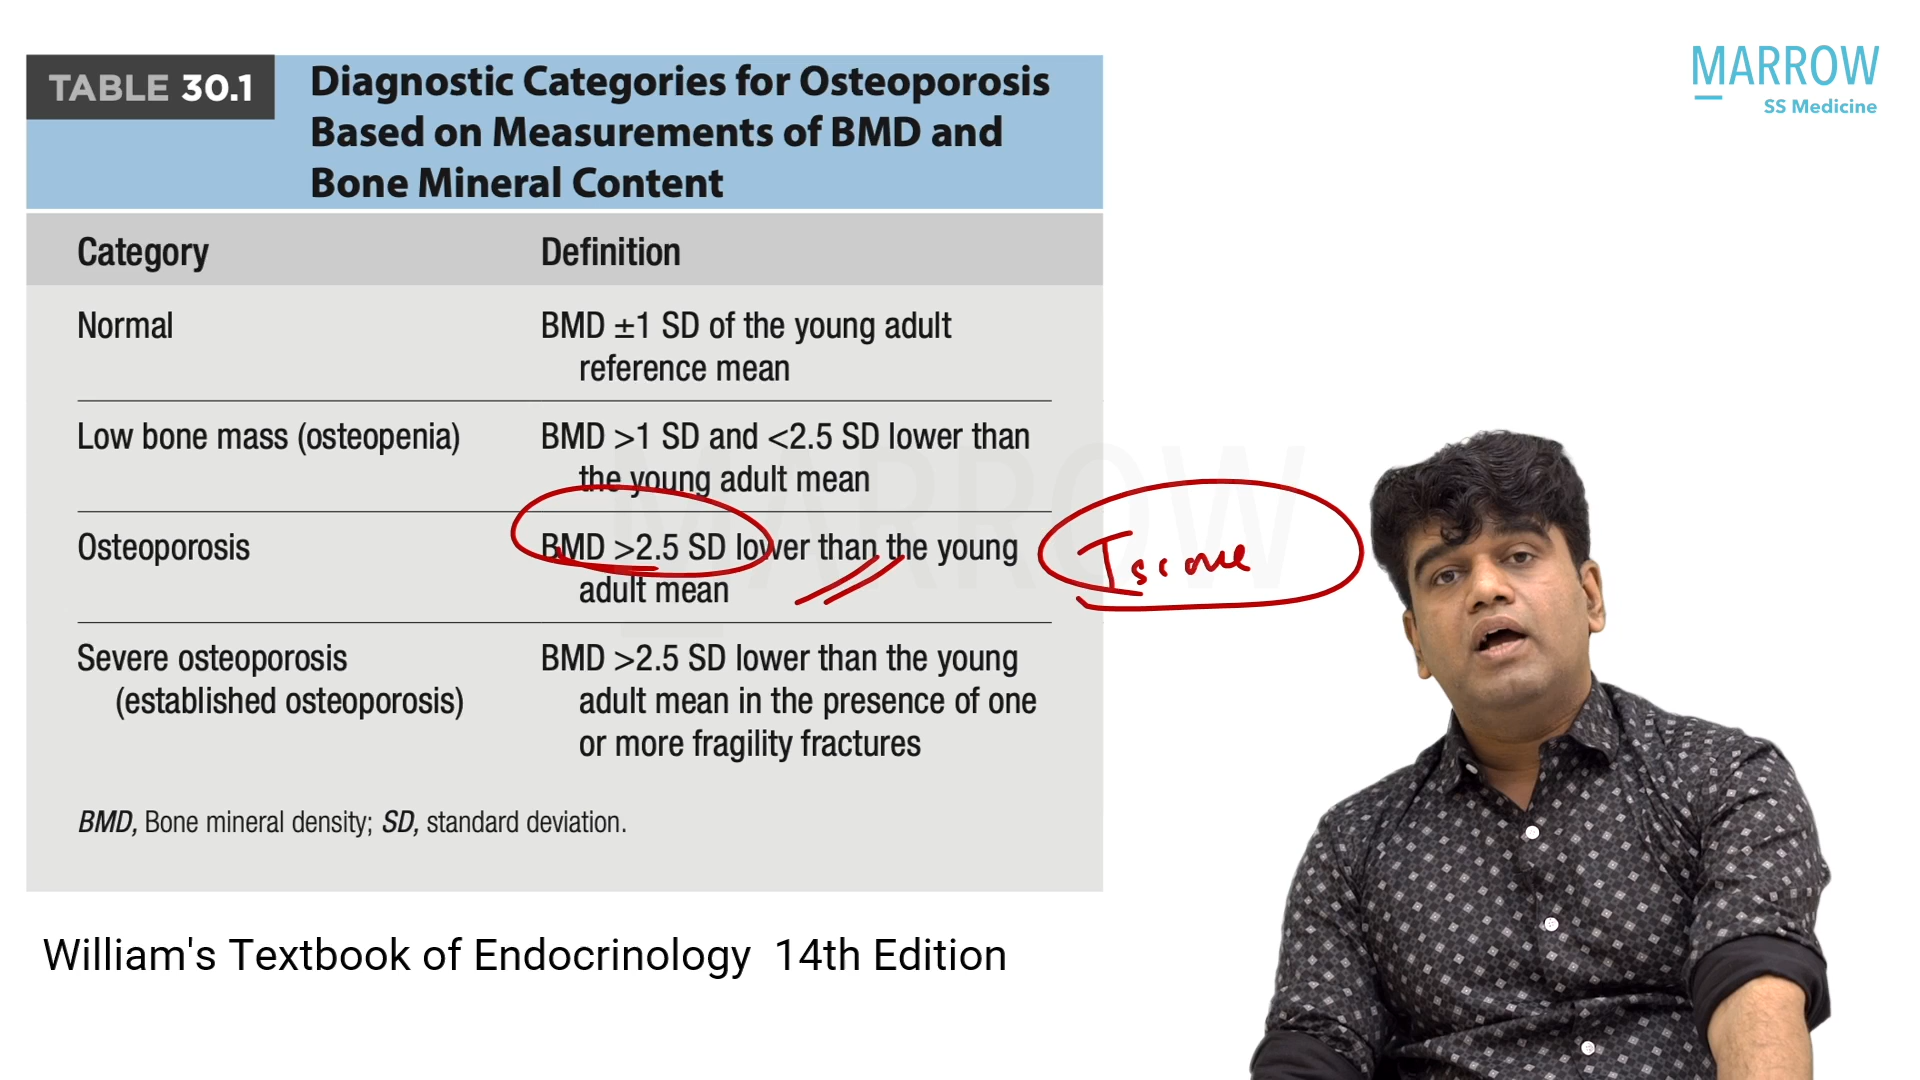 MARROW
SS Medicine
TABLE 30.1
Diagnostic Categories for Osteoporosis
Based on Measurements of BMD and
Bone Mineral Content
Category Definition
Normal BMD ±1 SD of the young adult
reference mean
Low bone mass (osteopenia) BMD >1 SD and <2.5 SD lower than
the young adult mean
Osteoporosis BMD >2.5 SD lower than the young
adult mean
T score
Severe osteoporosis BMD >2.5 SD lower than the young
(established osteoporosis) adult mean in the presence of one
or more fragility fractures
BMD, Bone mineral density; SD, standard deviation.
William's Textbook of Endocrinology 14th Edition
MARROW